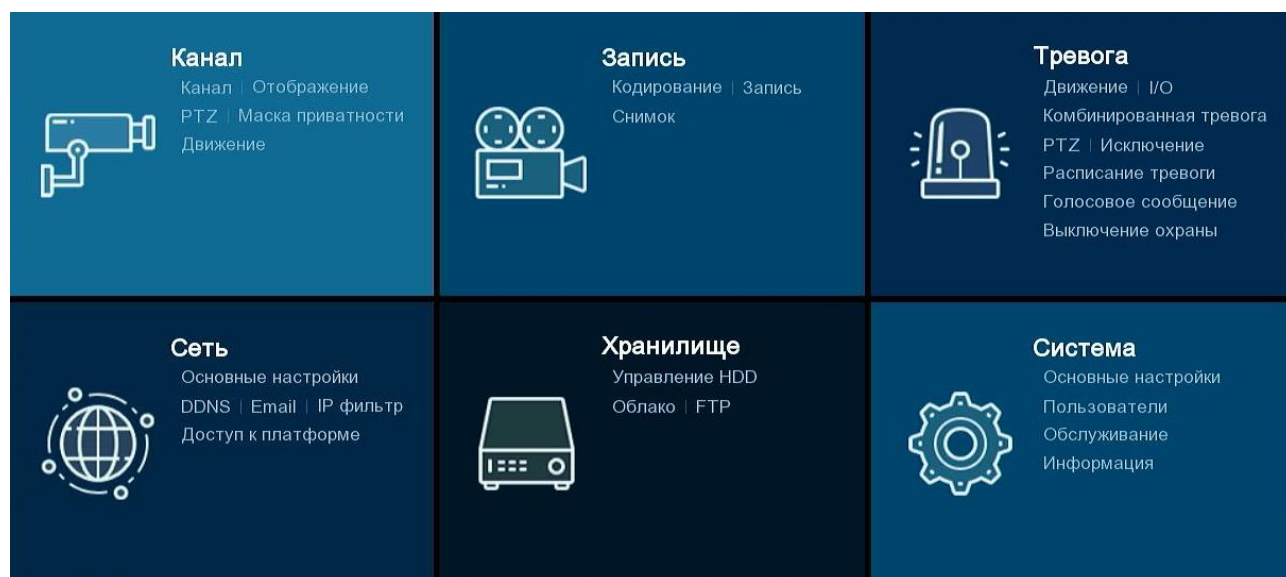 Канал
Канал | Отображение
PTZ | Маска приватности
Движение
Запись
Кодирование | Запись
Снимок
Тревога
Движение | I/O
Комбинированная тревога
PTZ | Исключение
Расписание тревоги
Голосовое сообщение
Выключение охраны
Сеть
Основные настройки
DDNS | Email | IP фильтр
Доступ к платформе
Хранилище
Управление HDD
Облако | FTP
Система
Основные настройки
Пользователи
Обслуживание
Информация